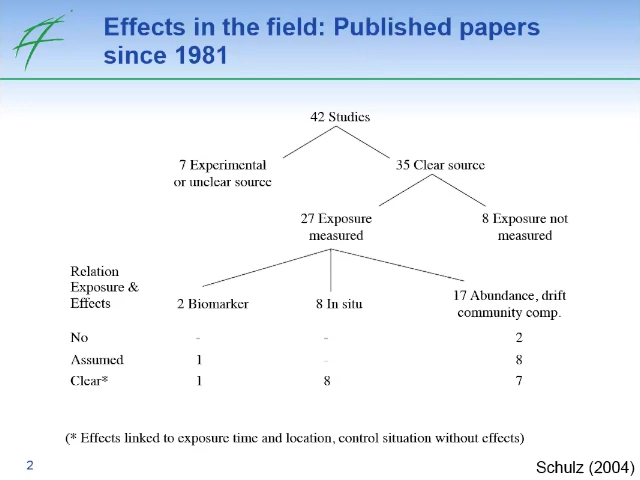 Effects in the field: Published papers
since 1981
42 Studies
7 Experimental
or unclear source
35 Clear source
27 Exposure
measured
8 Exposure not
measured
Relation
Exposure &
Effects
2 Biomarker
8 In situ
17 Abundance, drift
community comp.
No - - 2
Assumed 1 - 8
Clear* 1 8 7
(* Effects linked to exposure time and location, control situation without effects)
2
Schulz (2004)